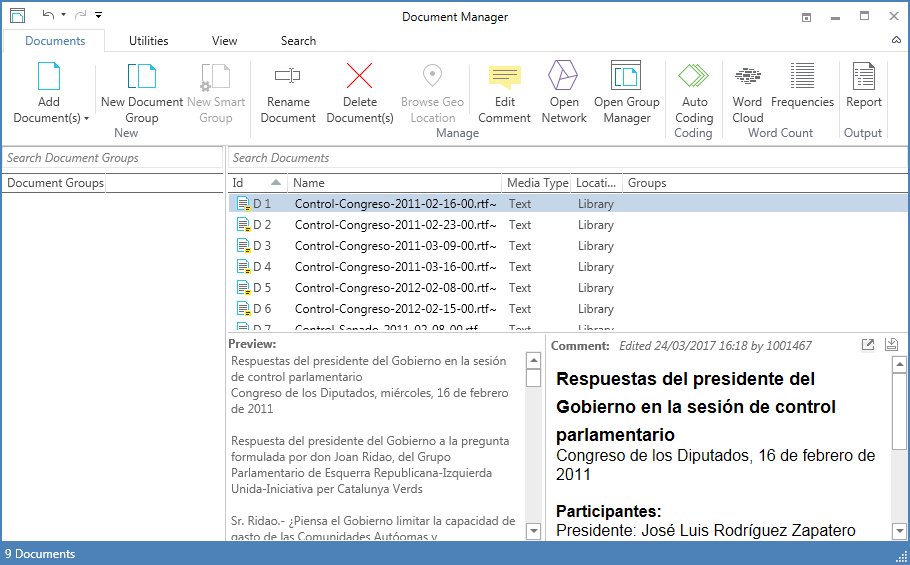 Document Manager
Documents Utilities View Search
Add Document(s)
New Document Group
New Smart Group
New
Rename Document
Delete Document(s)
Browse Geo Location
Edit Comment
Open Network
Open Group Manager
Manage
Auto Coding
Coding
Word Cloud
Frequencies
Word Count
Report
Output
Search Document Groups
Document Groups
Search Documents
Id Name Media Type Locati... Groups
D 1 Control-Congreso-2011-02-16-00.rtf~ Text Library
D 2 Control-Congreso-2011-02-23-00.rtf~ Text Library
D 3 Control-Congreso-2011-03-09-00.rtf~ Text Library
D 4 Control-Congreso-2011-03-16-00.rtf~ Text Library
D 5 Control-Congreso-2012-02-08-00.rtf~ Text Library
D 6 Control-Congreso-2012-02-15-00.rtf~ Text Library
D 7 Control-Senado-2011-02-08-00.rtf Text Library
Preview:
Respuestas del presidente del Gobierno en la sesión
de control parlamentario
Congreso de los Diputados, miércoles, 16 de febrero
de 2011
Respuesta del presidente del Gobierno a la pregunta
formulada por don Joan Ridao, del Grupo
Parlamentario de Esquerra Republicana-Izquierda
Unida-Iniciativa per Catalunya Verds
Sr. Ridao.- ¿Piensa el Gobierno limitar la capacidad de
gasto de las Comunidades Autóomas y
Comment: Edited 24/03/2017 16:18 by 1001467
Respuestas del presidente del
Gobierno en la sesión de control
parlamentario
Congreso de los Diputados, 16 de febrero de
2011
Participantes:
Presidente: José Luis Rodríguez Zapatero
9 Documents